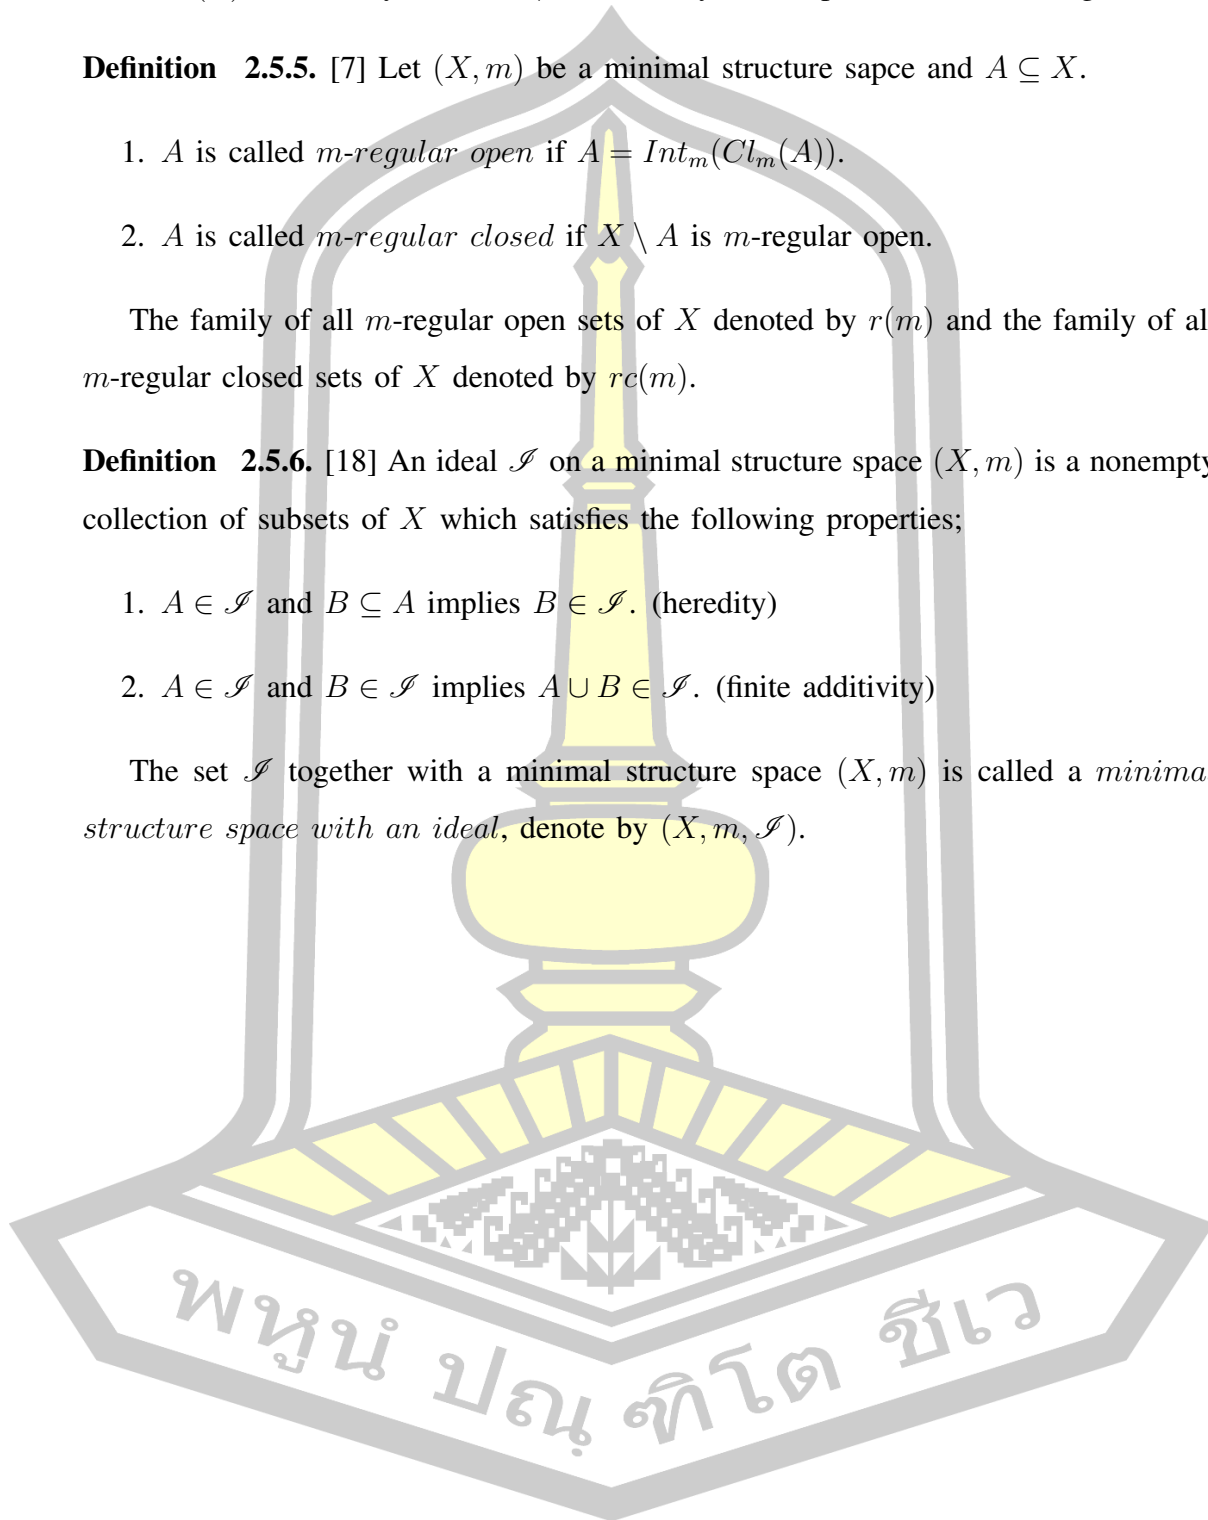 Definition 2.5.5. [7] Let (X, m) be a minimal structure sapce and A ⊆ X.
1. A is called m-regular open if A = Int_m(Cl_m(A)).
2. A is called m-regular closed if X \ A is m-regular open.
The family of all m-regular open sets of X denoted by r(m) and the family of al
m-regular closed sets of X denoted by rc(m).
Definition 2.5.6. [18] An ideal ℐ on a minimal structure space (X, m) is a nonempty
collection of subsets of X which satisfies the following properties;
1. A ∈ ℐ and B ⊆ A implies B ∈ ℐ. (heredity)
2. A ∈ ℐ and B ∈ ℐ implies A ∪ B ∈ ℐ. (finite additivity)
The set ℐ together with a minimal structure space (X, m) is called a minima
structure space with an ideal, denote by (X, m, ℐ).
พหูนํ ปณฺฑิโต ชีเว